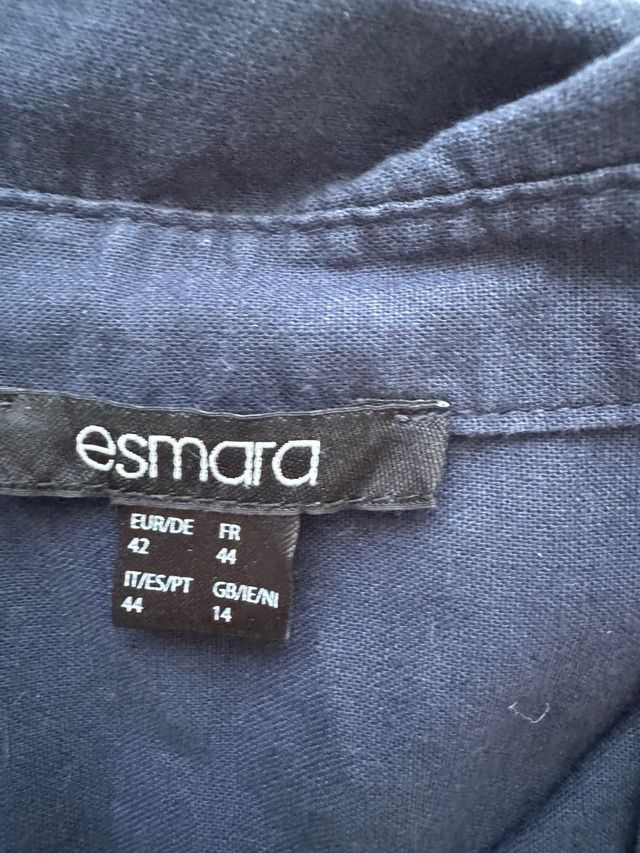 esmara
EUR/DE FR
42 44
IT/ES/PT GB/IE/NI
44 14